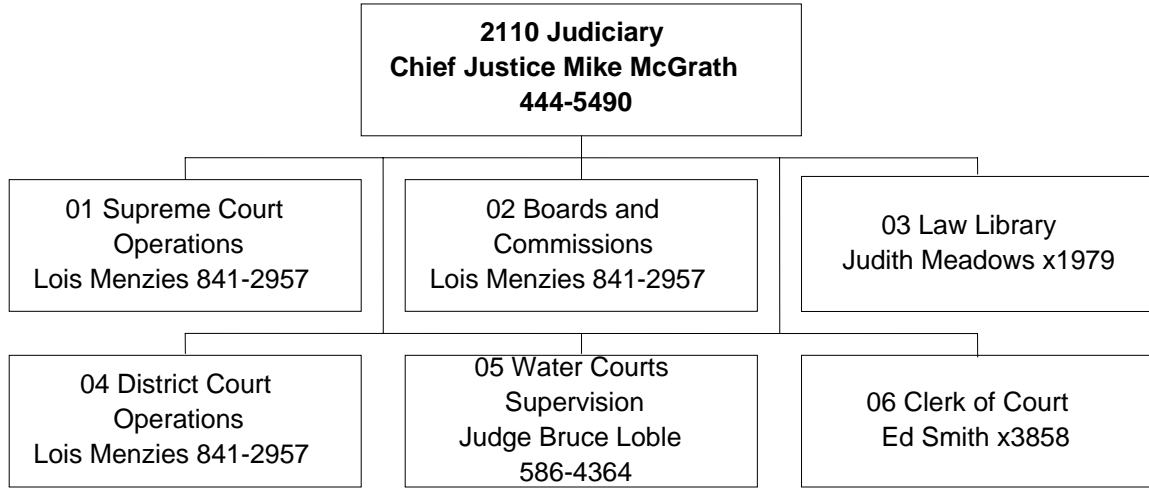 2110 Judiciary
Chief Justice Mike McGrath
444-5490
01 Supreme Court
Operations
Lois Menzies 841-2957
02 Boards and
Commissions
Lois Menzies 841-2957
03 Law Library
Judith Meadows x1979
04 District Court
Operations
Lois Menzies 841-2957
05 Water Courts
Supervision
Judge Bruce Loble
586-4364
06 Clerk of Court
Ed Smith x3858